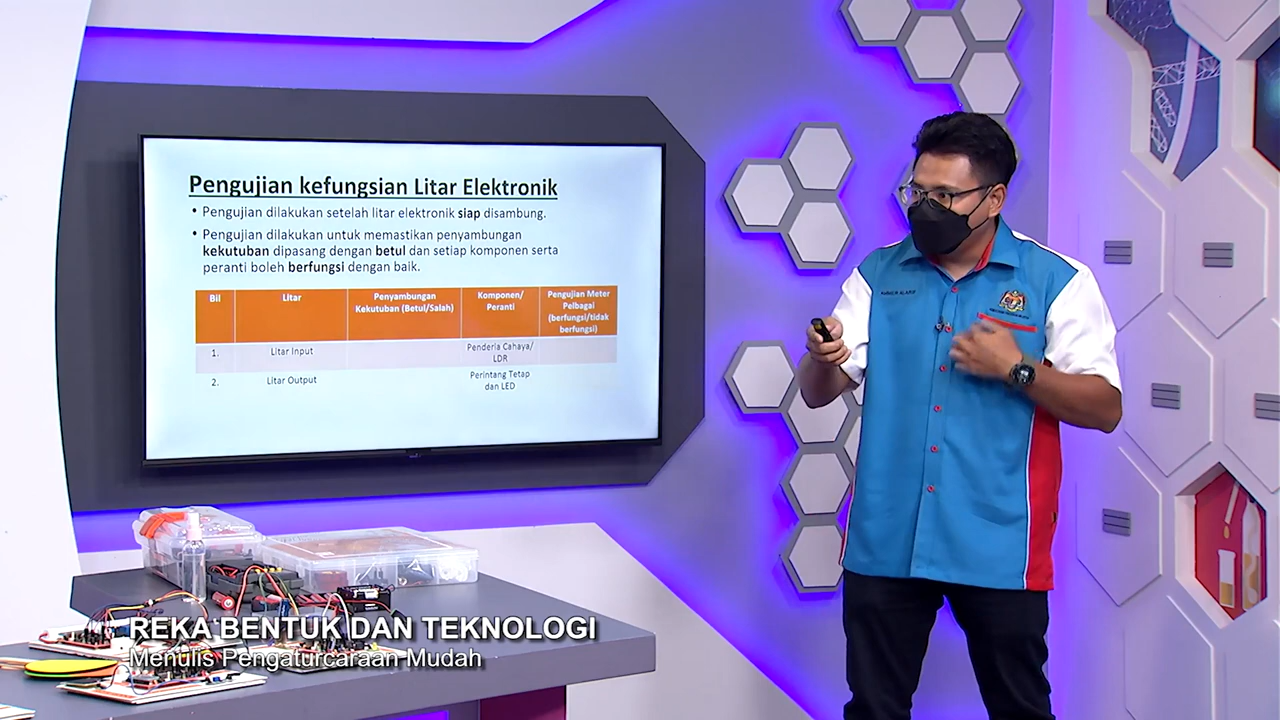 Pengujian kefungsian Litar Elektronik
• Pengujian dilakukan setelah litar elektronik siap disambung.
• Pengujian dilakukan untuk memastikan penyambungan
kekutuban dipasang dengan betul dan setiap komponen serta
peranti boleh berfungsi dengan baik.
Bil Litar Penyambungan Kekutuban (Betul/Salah) Komponen/ Peranti Pengujian Meter Pelbagai (berfungsi/tidak berfungsi)
1. Litar Input Penderia Cahaya/ LDR
2. Litar Output Perintang Tetap dan LED
REKA BENTUK DAN TEKNOLOGI
Menulis Pengaturcaraan Mudah